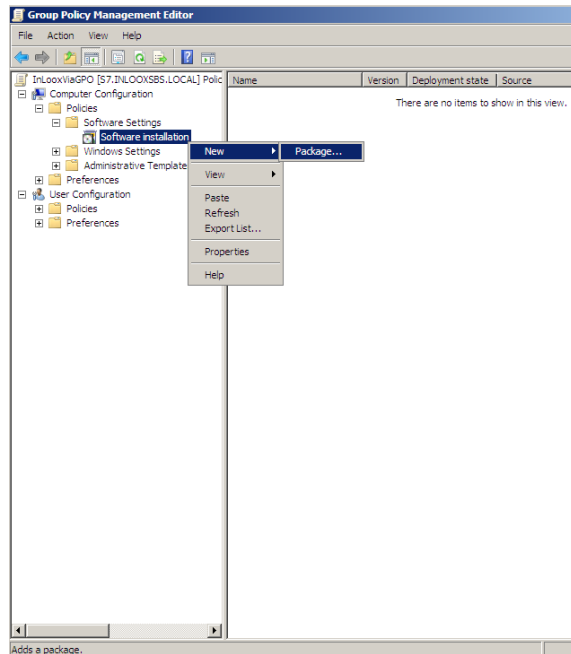 Group Policy Management Editor
File Action View Help
InLooxViaGPO [S7.INLOOXSBS.LOCAL] Polic
Name Version Deployment state Source
Computer Configuration
There are no items to show in this view.
Policies
Software Settings
Software installation
Windows Settings
New
Package...
Administrative Template
Preferences
View
User Configuration
Policies
Paste
Preferences
Refresh
Export List...
Properties
Help
Adds a package.